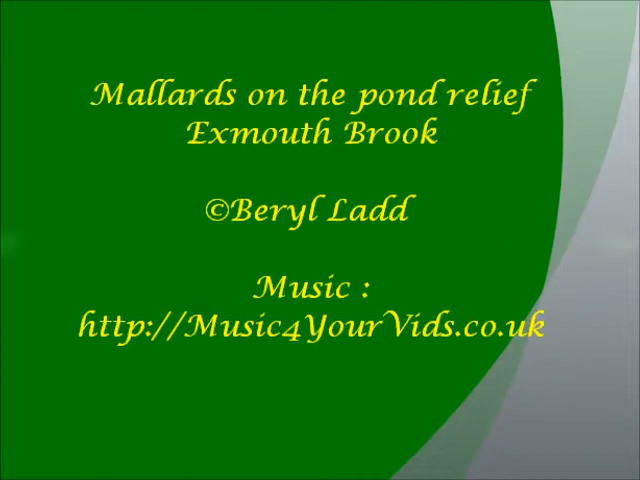 Mallards on the pond relief
Exmouth Brook
©Beryl Ladd
Music :
http://Music4YourVids.co.uk